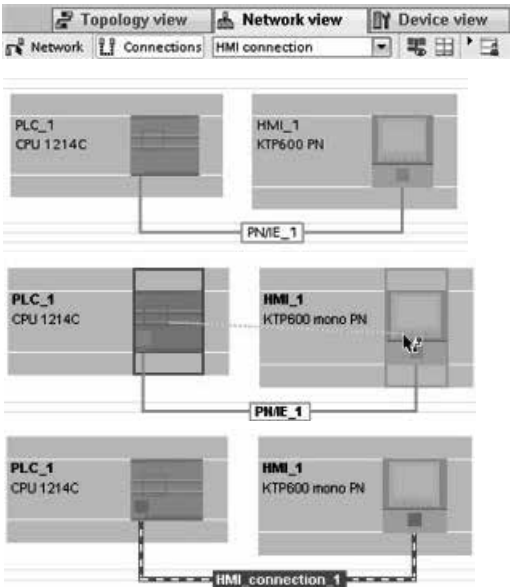 Topology view Network view Device view
Network Connections HMI connection
PLC_1 HMI_1
CPU 1214C KTP600 PN
PN/IE_1
PLC_1 HMI_1
CPU 1214C KTP600 mono PN
PN/IE_1
PLC_1 HMI_1
CPU 1214C KTP600 mono PN
HMI_connection_1